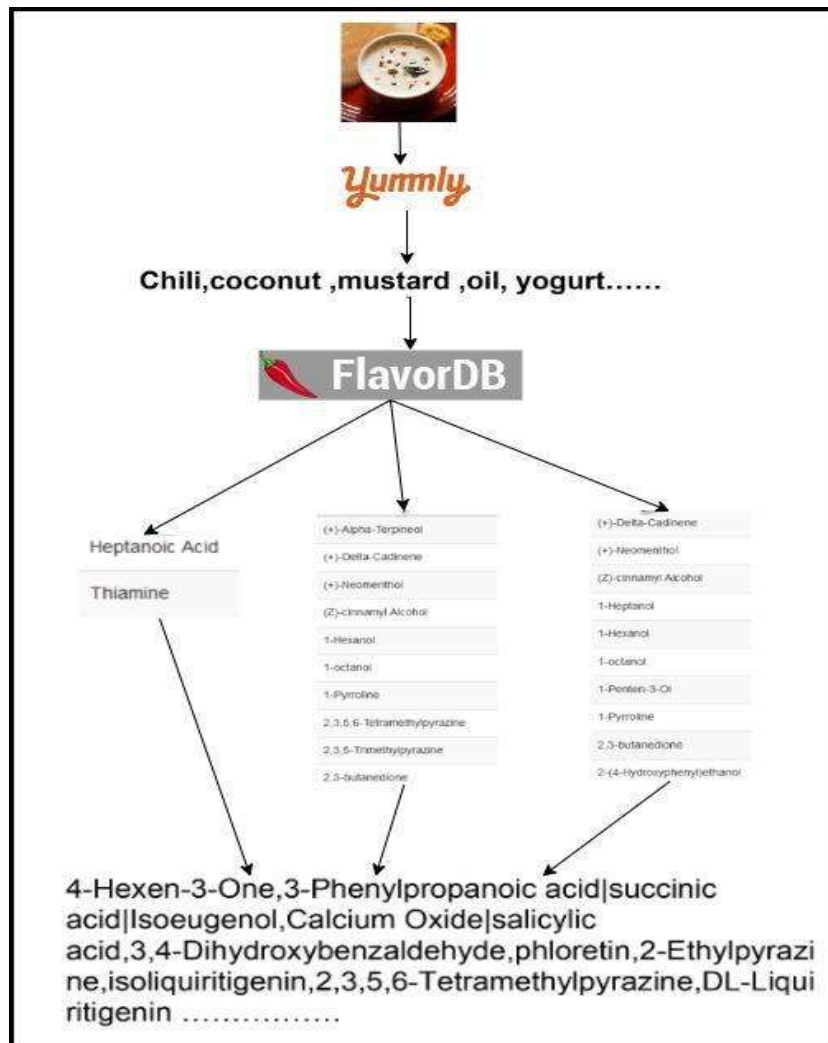 Yummly
Chili,coconut ,mustard ,oil, yogurt......
FlavorDB
Heptanoic Acid
Thiamine
(+)-Alpha-Terpineol
(+)-Delta-Cadinene
(+)-Neomenthol
(Z)-cinnamyl Alcohol
1-Hexanol
1-octanol
1-Pyrroline
2,3,5,6-Tetramethylpyrazine
2,3,5-Trimethylpyrazine
2,3-butanedione
(+)-Delta-Cadinene
(+)-Neomenthol
(Z)-cinnamyl Alcohol
1-Heptanol
1-Hexanol
1-octanol
1-Penten-3-Ol
1-Pyrroline
2,3-butanedione
2-(4-Hydroxyphenyl)ethanol
4-Hexen-3-One,3-Phenylpropanoic acid|succinic
acid|Isoeugenol,Calcium Oxide|salicylic
acid,3,4-Dihydroxybenzaldehyde,phloretin,2-Ethylpyrazi
ne,isoliquiritigenin,2,3,5,6-Tetramethylpyrazine,DL-Liqui
ritigenin ................